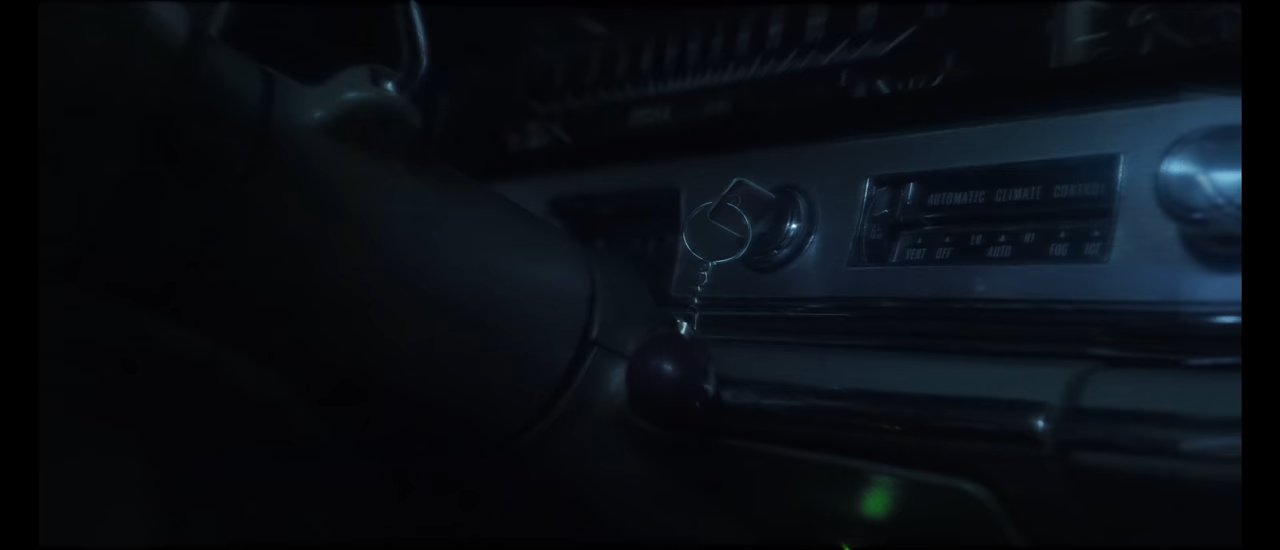 AUTOMATIC CLIMATE CONTROL
LO HI
VENT OFF AUTO FOG ICE